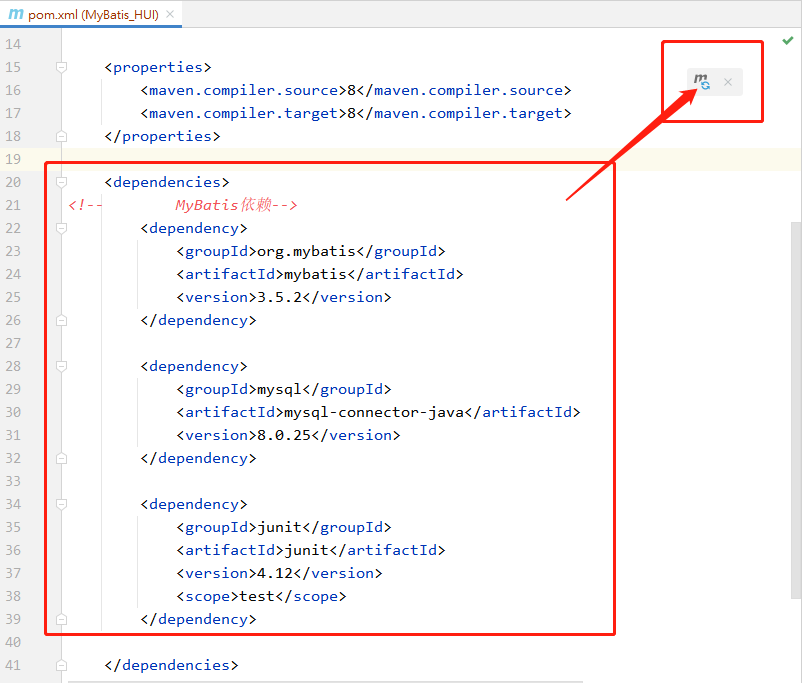 pom.xml (MyBatis_HUI)
14
15 <properties>
16 <maven.compiler.source>8</maven.compiler.source>
17 <maven.compiler.target>8</maven.compiler.target>
18 </properties>
19
20 <dependencies>
21 <!-- MyBatis依赖-->
22 <dependency>
23 <groupId>org.mybatis</groupId>
24 <artifactId>mybatis</artifactId>
25 <version>3.5.2</version>
26 </dependency>
27
28 <dependency>
29 <groupId>mysql</groupId>
30 <artifactId>mysql-connector-java</artifactId>
31 <version>8.0.25</version>
32 </dependency>
33
34 <dependency>
35 <groupId>junit</groupId>
36 <artifactId>junit</artifactId>
37 <version>4.12</version>
38 <scope>test</scope>
39 </dependency>
40
41 </dependencies>